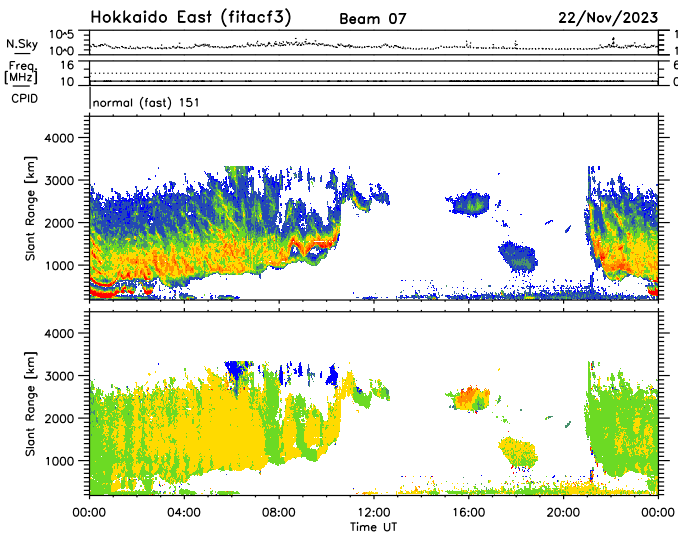 Hokkaido East (fitacf3) Beam 07 22/Nov/2023
N.Sky
10^5
10^0
Freq.
[MHz]
16
10
CPID
normal (fast) 151
Slant Range [km]
4000
3000
2000
1000
Slant Range [km]
4000
3000
2000
1000
00:00 04:00 08:00 12:00 16:00 20:00 00:00
Time UT